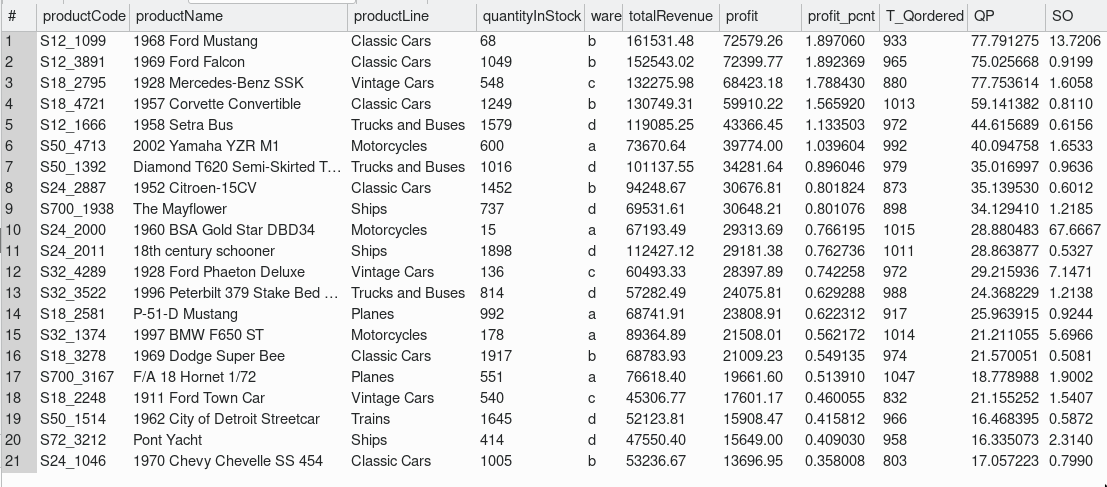 # productCode productName productLine quantityInStock ware totalRevenue profit profit_pcnt T_Qordered QP SO
1 S12_1099 1968 Ford Mustang Classic Cars 68 b 161531.48 72579.26 1.897060 933 77.791275 13.7206
2 S12_3891 1969 Ford Falcon Classic Cars 1049 b 152543.02 72399.77 1.892369 965 75.025668 0.9199
3 S18_2795 1928 Mercedes-Benz SSK Vintage Cars 548 c 132275.98 68423.18 1.788430 880 77.753614 1.6058
4 S18_4721 1957 Corvette Convertible Classic Cars 1249 b 130749.31 59910.22 1.565920 1013 59.141382 0.8110
5 S12_1666 1958 Setra Bus Trucks and Buses 1579 d 119085.25 43366.45 1.133503 972 44.615689 0.6156
6 S50_4713 2002 Yamaha YZR M1 Motorcycles 600 a 73670.64 39774.00 1.039604 992 40.094758 1.6533
7 S50_1392 Diamond T620 Semi-Skirted T... Trucks and Buses 1016 d 101137.54 34281.64 0.896046 979 35.016997 0.9636
8 S24_2887 1952 Citroen-15CV Classic Cars 1452 b 94248.67 30676.81 0.801824 873 35.139530 0.6012
9 S700_1938 The Mayflower Ships 737 d 69531.61 30648.21 0.801076 898 34.129410 1.2185
10 S24_2000 1960 BSA Gold Star DBD34 Motorcycles 15 a 67193.49 29313.69 0.766195 1015 28.880483 67.6667
11 S24_2011 18th century schooner Ships 1898 d 112427.12 29181.38 0.762736 1011 28.863877 0.5327
12 S32_4289 1928 Ford Phaeton Deluxe Vintage Cars 136 c 60493.33 28397.89 0.742258 972 29.215936 7.1471
13 S32_3522 1996 Peterbilt 379 Stake Bed ... Trucks and Buses 814 d 57282.49 24075.81 0.629288 988 24.368229 1.2138
14 S18_2581 P-51-D Mustang Planes 992 a 68741.91 23808.91 0.622312 917 25.963915 0.9244
15 S32_1374 1997 BMW F650 ST Motorcycles 178 a 89364.89 21508.01 0.562172 1014 21.211055 5.6966
16 S18_3278 1969 Dodge Super Bee Classic Cars 1917 b 68783.93 21009.23 0.549135 974 21.570051 0.5081
17 S700_3167 F/A 18 Hornet 1/72 Planes 551 a 76618.40 19661.60 0.513910 1047 18.778988 1.9002
18 S18_2248 1911 Ford Town Car Vintage Cars 540 c 45306.77 17601.17 0.460055 832 21.155252 1.5407
19 S50_1514 1962 City of Detroit Streetcar Trains 1645 d 52123.81 15908.47 0.415812 966 16.468395 0.5872
20 S72_3212 Pont Yacht Ships 414 d 47550.40 15649.00 0.409030 958 16.335073 2.3140
21 S24_1046 1970 Chevy Chevelle SS 454 Classic Cars 1005 b 53236.67 13696.95 0.358008 803 17.057223 0.7990